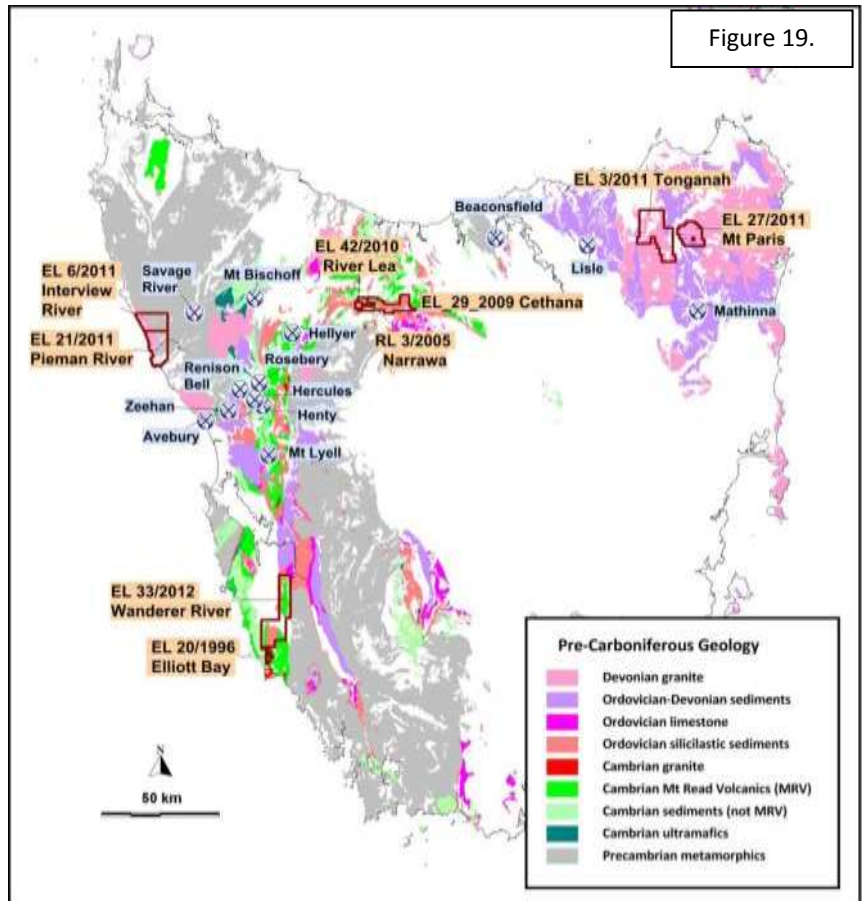 Figure 19.
EL 3/2011 Tonganah
Beaconsfield
EL 27/2011
Mt Paris
EL 42/2010
River Lea
Lisle
EL 6/2011
Interview
River
Savage
River
Mt Bischoff
EL_29_2009 Cethana
Mathinna
EL 21/2011
Pieman River
Hellyer
RL 3/2005
Narrawa
Renison
Bell
Rosebery
Hercules
Zeehan
Henty
Avebury
Mt Lyell
EL 33/2012
Wanderer River
EL 20/1996
Elliott Bay
N
50 km
Pre-Carboniferous Geology
Devonian granite
Ordovician-Devonian sediments
Ordovician limestone
Ordovician silicilastic sediments
Cambrian granite
Cambrian Mt Read Volcanics (MRV)
Cambrian sediments (not MRV)
Cambrian ultramafics
Precambrian metamorphics